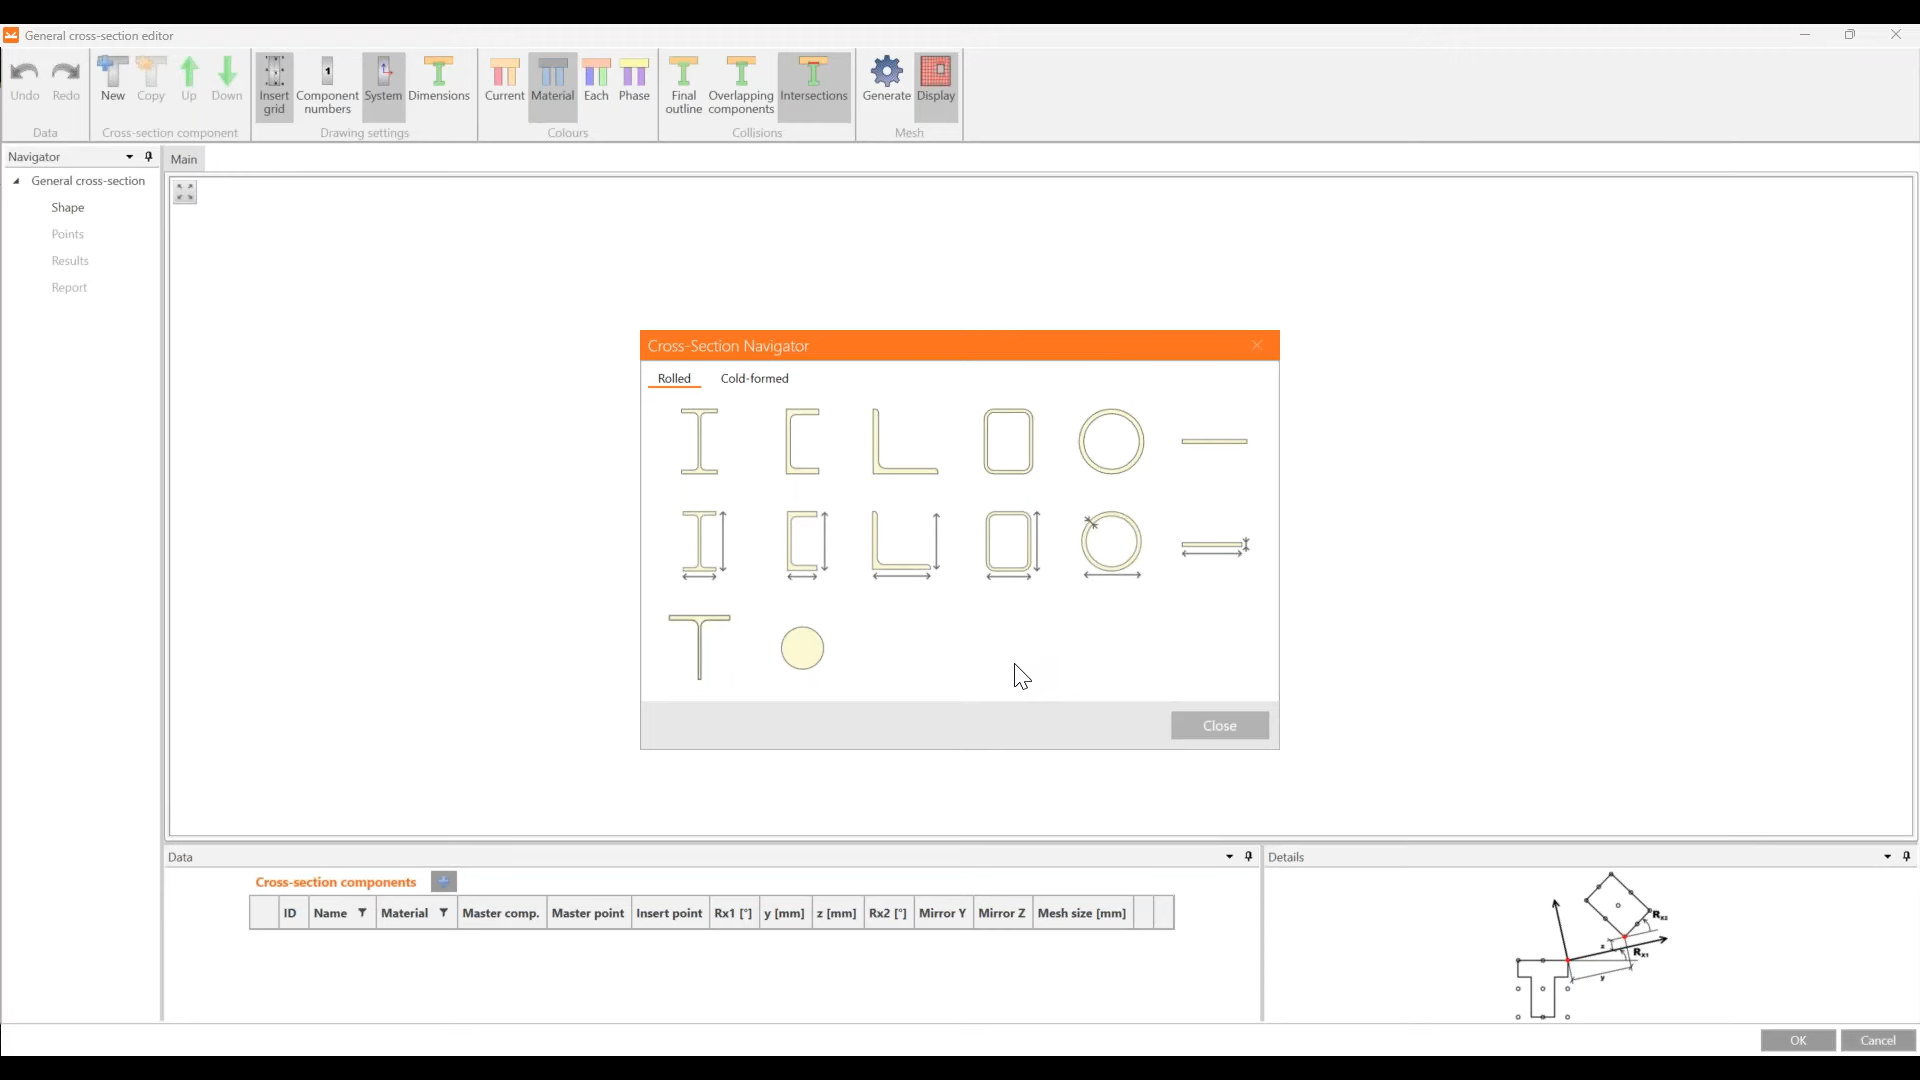 General cross-section editor
Undo Redo New Copy Up Down Insert grid Component numbers System Dimensions Current Material Each Phase Final outline Overlapping components Intersections Generate Display
Data Cross-section component Drawing settings Colours Collisions Mesh
Navigator
Main
General cross-section
Shape
Points
Results
Report
Cross-Section Navigator
Rolled Cold-formed
Close
Data
Details
Cross-section components
ID Name Material Master comp. Master point Insert point Rx1 [°] y [mm] z [mm] Rx2 [°] Mirror Y Mirror Z Mesh size [mm]
Rx2
z
Rx1
y
OK Cancel